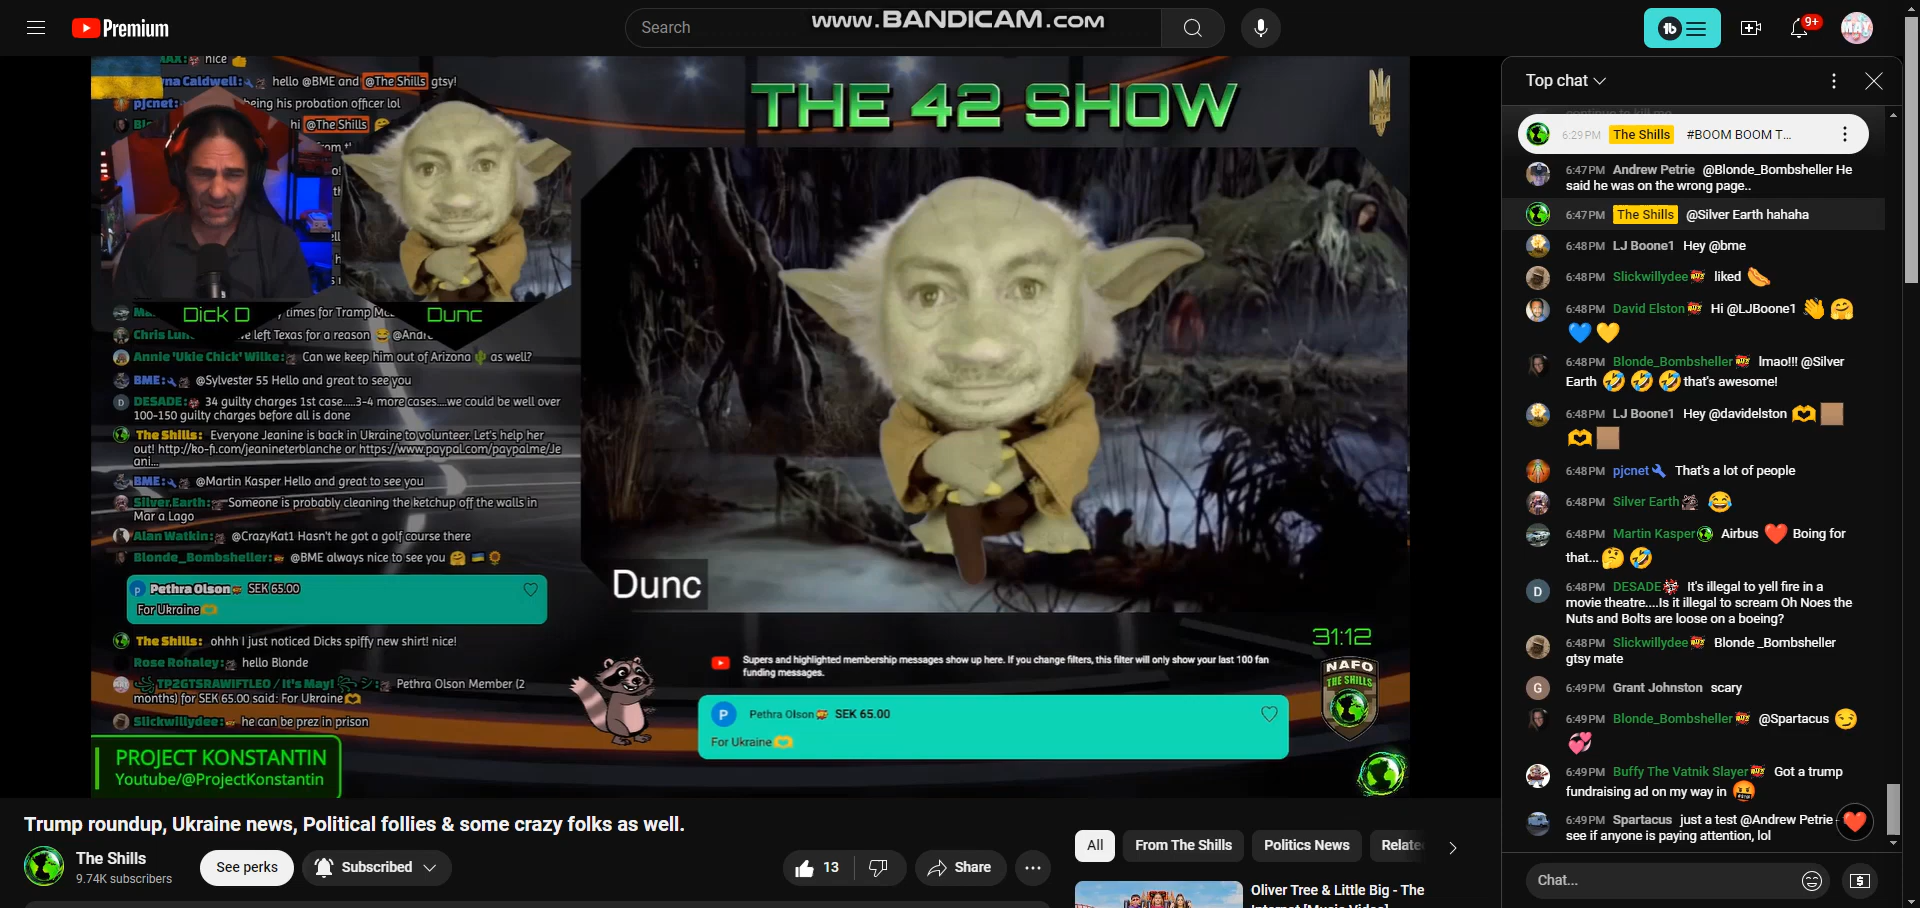 Premium
Search
www.BANDICAM.com
9+
MAX: nice
na Caldwell: hello @BME and @The Shills gtsy!
pjcnet: being his probation officer lol
hi @The Shills
THE 42 SHOW
Dick D
Dunc
times for Tramp
Chris Lun
left Texas for a reason
Annie 'Ukie Chick' Wilke: Can we keep him out of Arizona as well?
BME: @Sylvester 55 Hello and great to see you
DESADE: 34 guilty charges 1st case.....3-4 more cases....we could be well over
100-150 guilty charges before all is done
The Shills: Everyone Jeanine is back in Ukraine to volunteer. Let's help her
out! http://ko-fi.com/jeanineterblanche or https://www.paypal.com/paypalme/Je
ani...
BME: @Martin Kasper Hello and great to see you
Silver Earth: Someone is probably cleaning the ketchup off the walls in
Mar a Lago
Alan Watkin: @CrazyKat1 Hasn't he got a golf course there
Blonde_Bombsheller: @BME always nice to see you
P Pethra Olson SEK 65.00
For Ukraine
The Shills: ohhh I just noticed Dicks spiffy new shirt! nice!
Rose Rohaley: hello Blonde
TP2GTSRAWIFTLEO / It's May! シ: Pethra Olson Member (2
months) for SEK 65.00 said: For Ukraine
Slickwillydee: he can be prez in prison
PROJECT KONSTANTIN
Youtube/@ProjectKonstantin
Dunc
31:12
NAFO
THE SHILLS
Supers and highlighted membership messages show up here. If you change filters, this filter will only show your last 100 fan
funding messages.
P Pethra Olson SEK 65.00
For Ukraine
Top chat
continue to kill me
6:29 PM The Shills #BOOM BOOM T...
6:47 PM Andrew Petrie @Blonde_Bombsheller He
said he was on the wrong page..
6:47 PM The Shills @Silver Earth hahaha
6:48 PM LJ Boone1 Hey @bme
6:48 PM Slickwillydee liked
6:48 PM David Elston Hi @LJBoone1
6:48 PM Blonde_Bombsheller lmao!!! @Silver
Earth that's awesome!
6:48 PM LJ Boone1 Hey @davidelston
6:48 PM pjcnet That's a lot of people
6:48 PM Silver Earth
6:48 PM Martin Kasper Airbus Boing for
that...
D 6:48 PM DESADE It's illegal to yell fire in a
movie theatre....Is it illegal to scream Oh Noes the
Nuts and Bolts are loose on a boeing?
6:48 PM Slickwillydee Blonde _Bombsheller
gtsy mate
G 6:49 PM Grant Johnston scary
6:49 PM Blonde_Bombsheller @Spartacus
6:49 PM Buffy The Vatnik Slayer Got a trump
fundraising ad on my way in
6:49 PM Spartacus just a test @Andrew Petrie -
see if anyone is paying attention, lol
Chat...
Trump roundup, Ukraine news, Political follies & some crazy folks as well.
The Shills
9.74K subscribers
See perks
Subscribed
13
Share
All
From The Shills
Politics News
Relate
Oliver Tree & Little Big - The
Internet [Music Video]